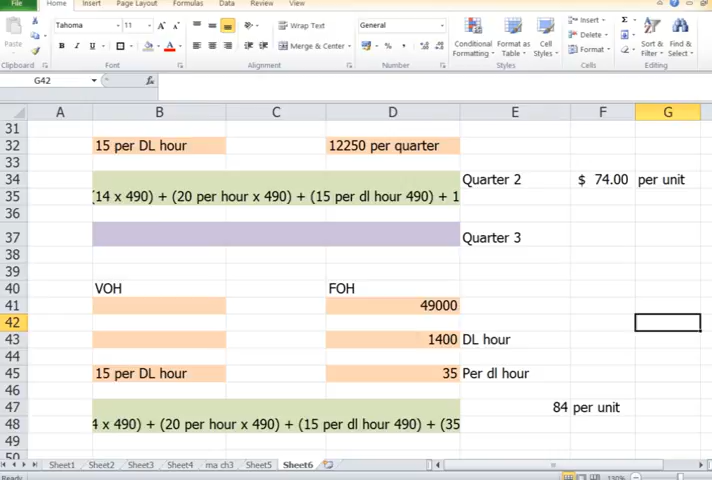 File Home Insert Page Layout Formulas Data Review View
Paste Tahoma 11 A A Wrap Text General Insert Σ
B I U Merge & Center $ % , Conditional Formatting Format as Table Cell Styles Delete Format Sort & Filter Find & Select
Clipboard Font Alignment Number Styles Cells Editing
G42 fx
A B C D E F G
31
32 15 per DL hour 12250 per quarter
33
34 Quarter 2 $ 74.00 per unit
35 (14 x 490) + (20 per hour x 490) + (15 per dl hour 490) + 1
36
37 Quarter 3
38
39
40 VOH FOH
41 49000
42
43 1400 DL hour
44
45 15 per DL hour 35 Per dl hour
46
47 84 per unit
48 4 x 490) + (20 per hour x 490) + (15 per dl hour 490) + (35
49
50
Sheet1 Sheet2 Sheet3 Sheet4 ma ch3 Sheet5 Sheet6
Ready 130%